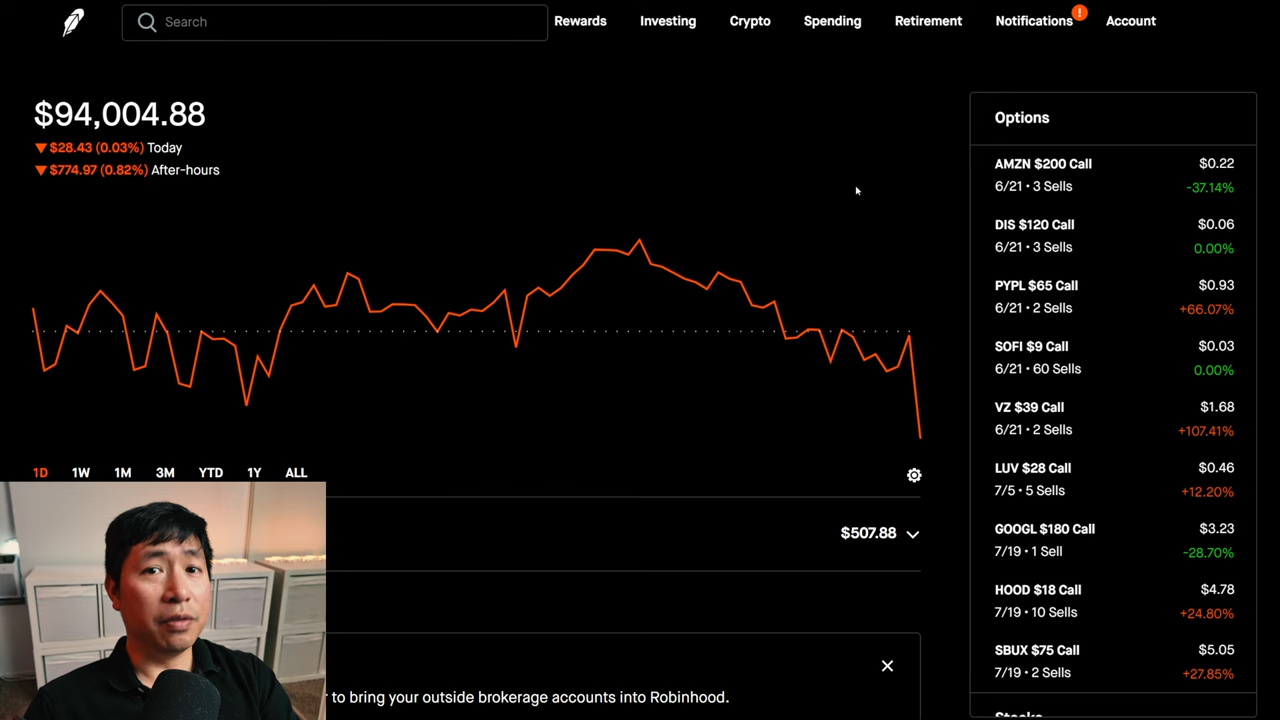 Search
Rewards Investing Crypto Spending Retirement Notifications ! Account
$94,004.88
▼ $28.43 (0.03%) Today
▼ $774.97 (0.82%) After-hours
1D 1W 1M 3M YTD 1Y ALL
$507.88
to bring your outside brokerage accounts into Robinhood.
Options
AMZN $200 Call $0.22
6/21 • 3 Sells -37.14%
DIS $120 Call $0.06
6/21 • 3 Sells 0.00%
PYPL $65 Call $0.93
6/21 • 2 Sells +66.07%
SOFI $9 Call $0.03
6/21 • 60 Sells 0.00%
VZ $39 Call $1.68
6/21 • 2 Sells +107.41%
LUV $28 Call $0.46
7/5 • 5 Sells +12.20%
GOOGL $180 Call $3.23
7/19 • 1 Sell -28.70%
HOOD $18 Call $4.78
7/19 • 10 Sells +24.80%
SBUX $75 Call $5.05
7/19 • 2 Sells +27.85%